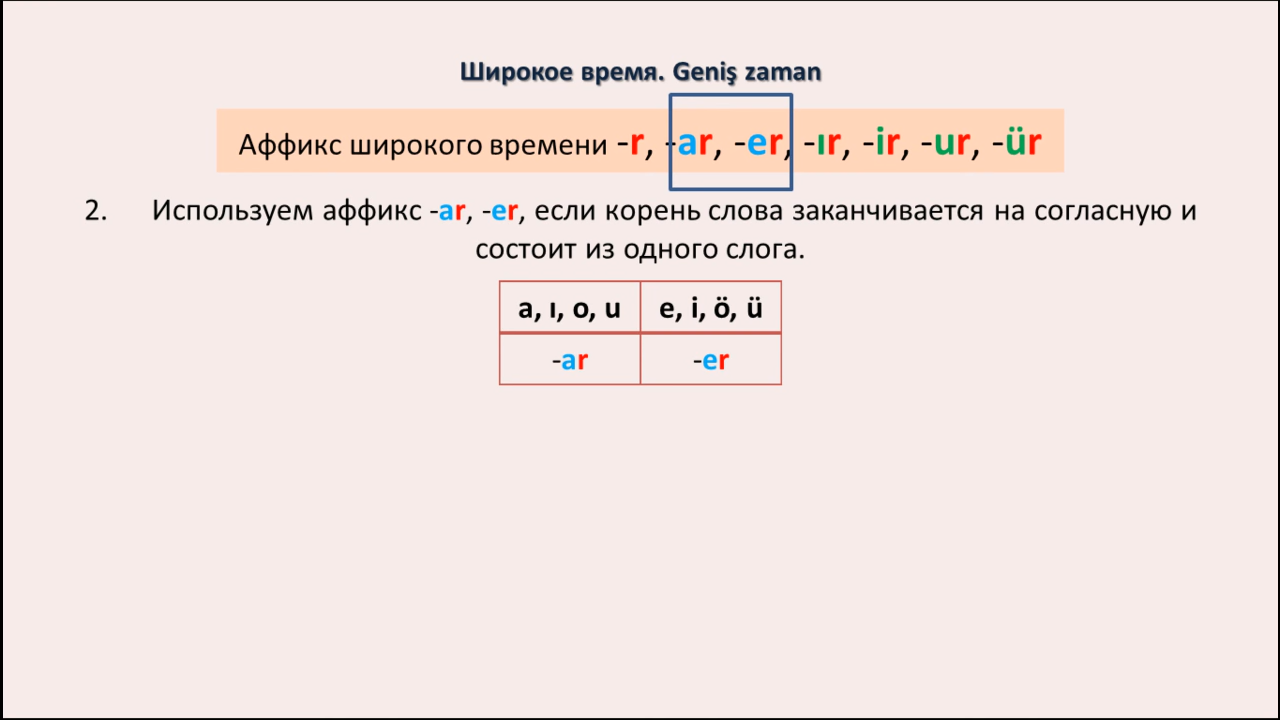 Широкое время. Geniş zaman
Аффикс широкого времени -r, -ar, -er, -ır, -ir, -ur, -ür
2. Используем аффикс -ar, -er, если корень слова заканчивается на согласную и
состоит из одного слога.
a, ı, o, u e, i, ö, ü
-ar -er